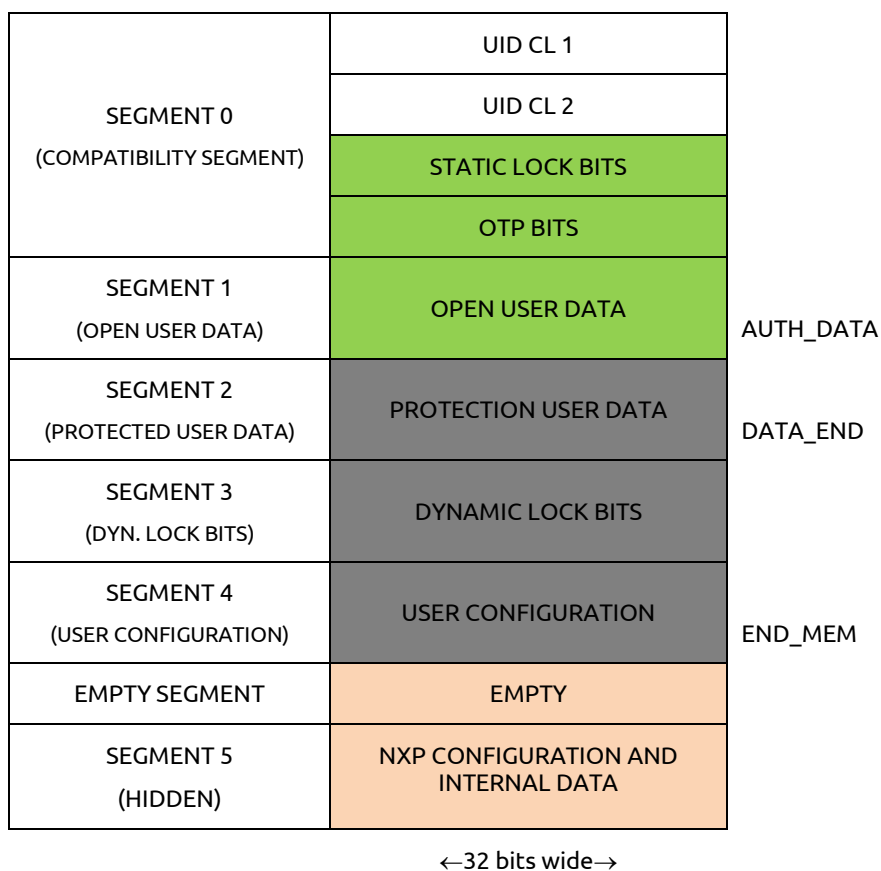 SEGMENT 0
(COMPATIBILITY SEGMENT)
UID CL 1
UID CL 2
STATIC LOCK BITS
OTP BITS
SEGMENT 1
(OPEN USER DATA)
OPEN USER DATA
AUTH_DATA
SEGMENT 2
(PROTECTED USER DATA)
PROTECTION USER DATA
DATA_END
SEGMENT 3
(DYN. LOCK BITS)
DYNAMIC LOCK BITS
SEGMENT 4
(USER CONFIGURATION)
USER CONFIGURATION
END_MEM
EMPTY SEGMENT
EMPTY
SEGMENT 5
(HIDDEN)
NXP CONFIGURATION AND
INTERNAL DATA
←32 bits wide→